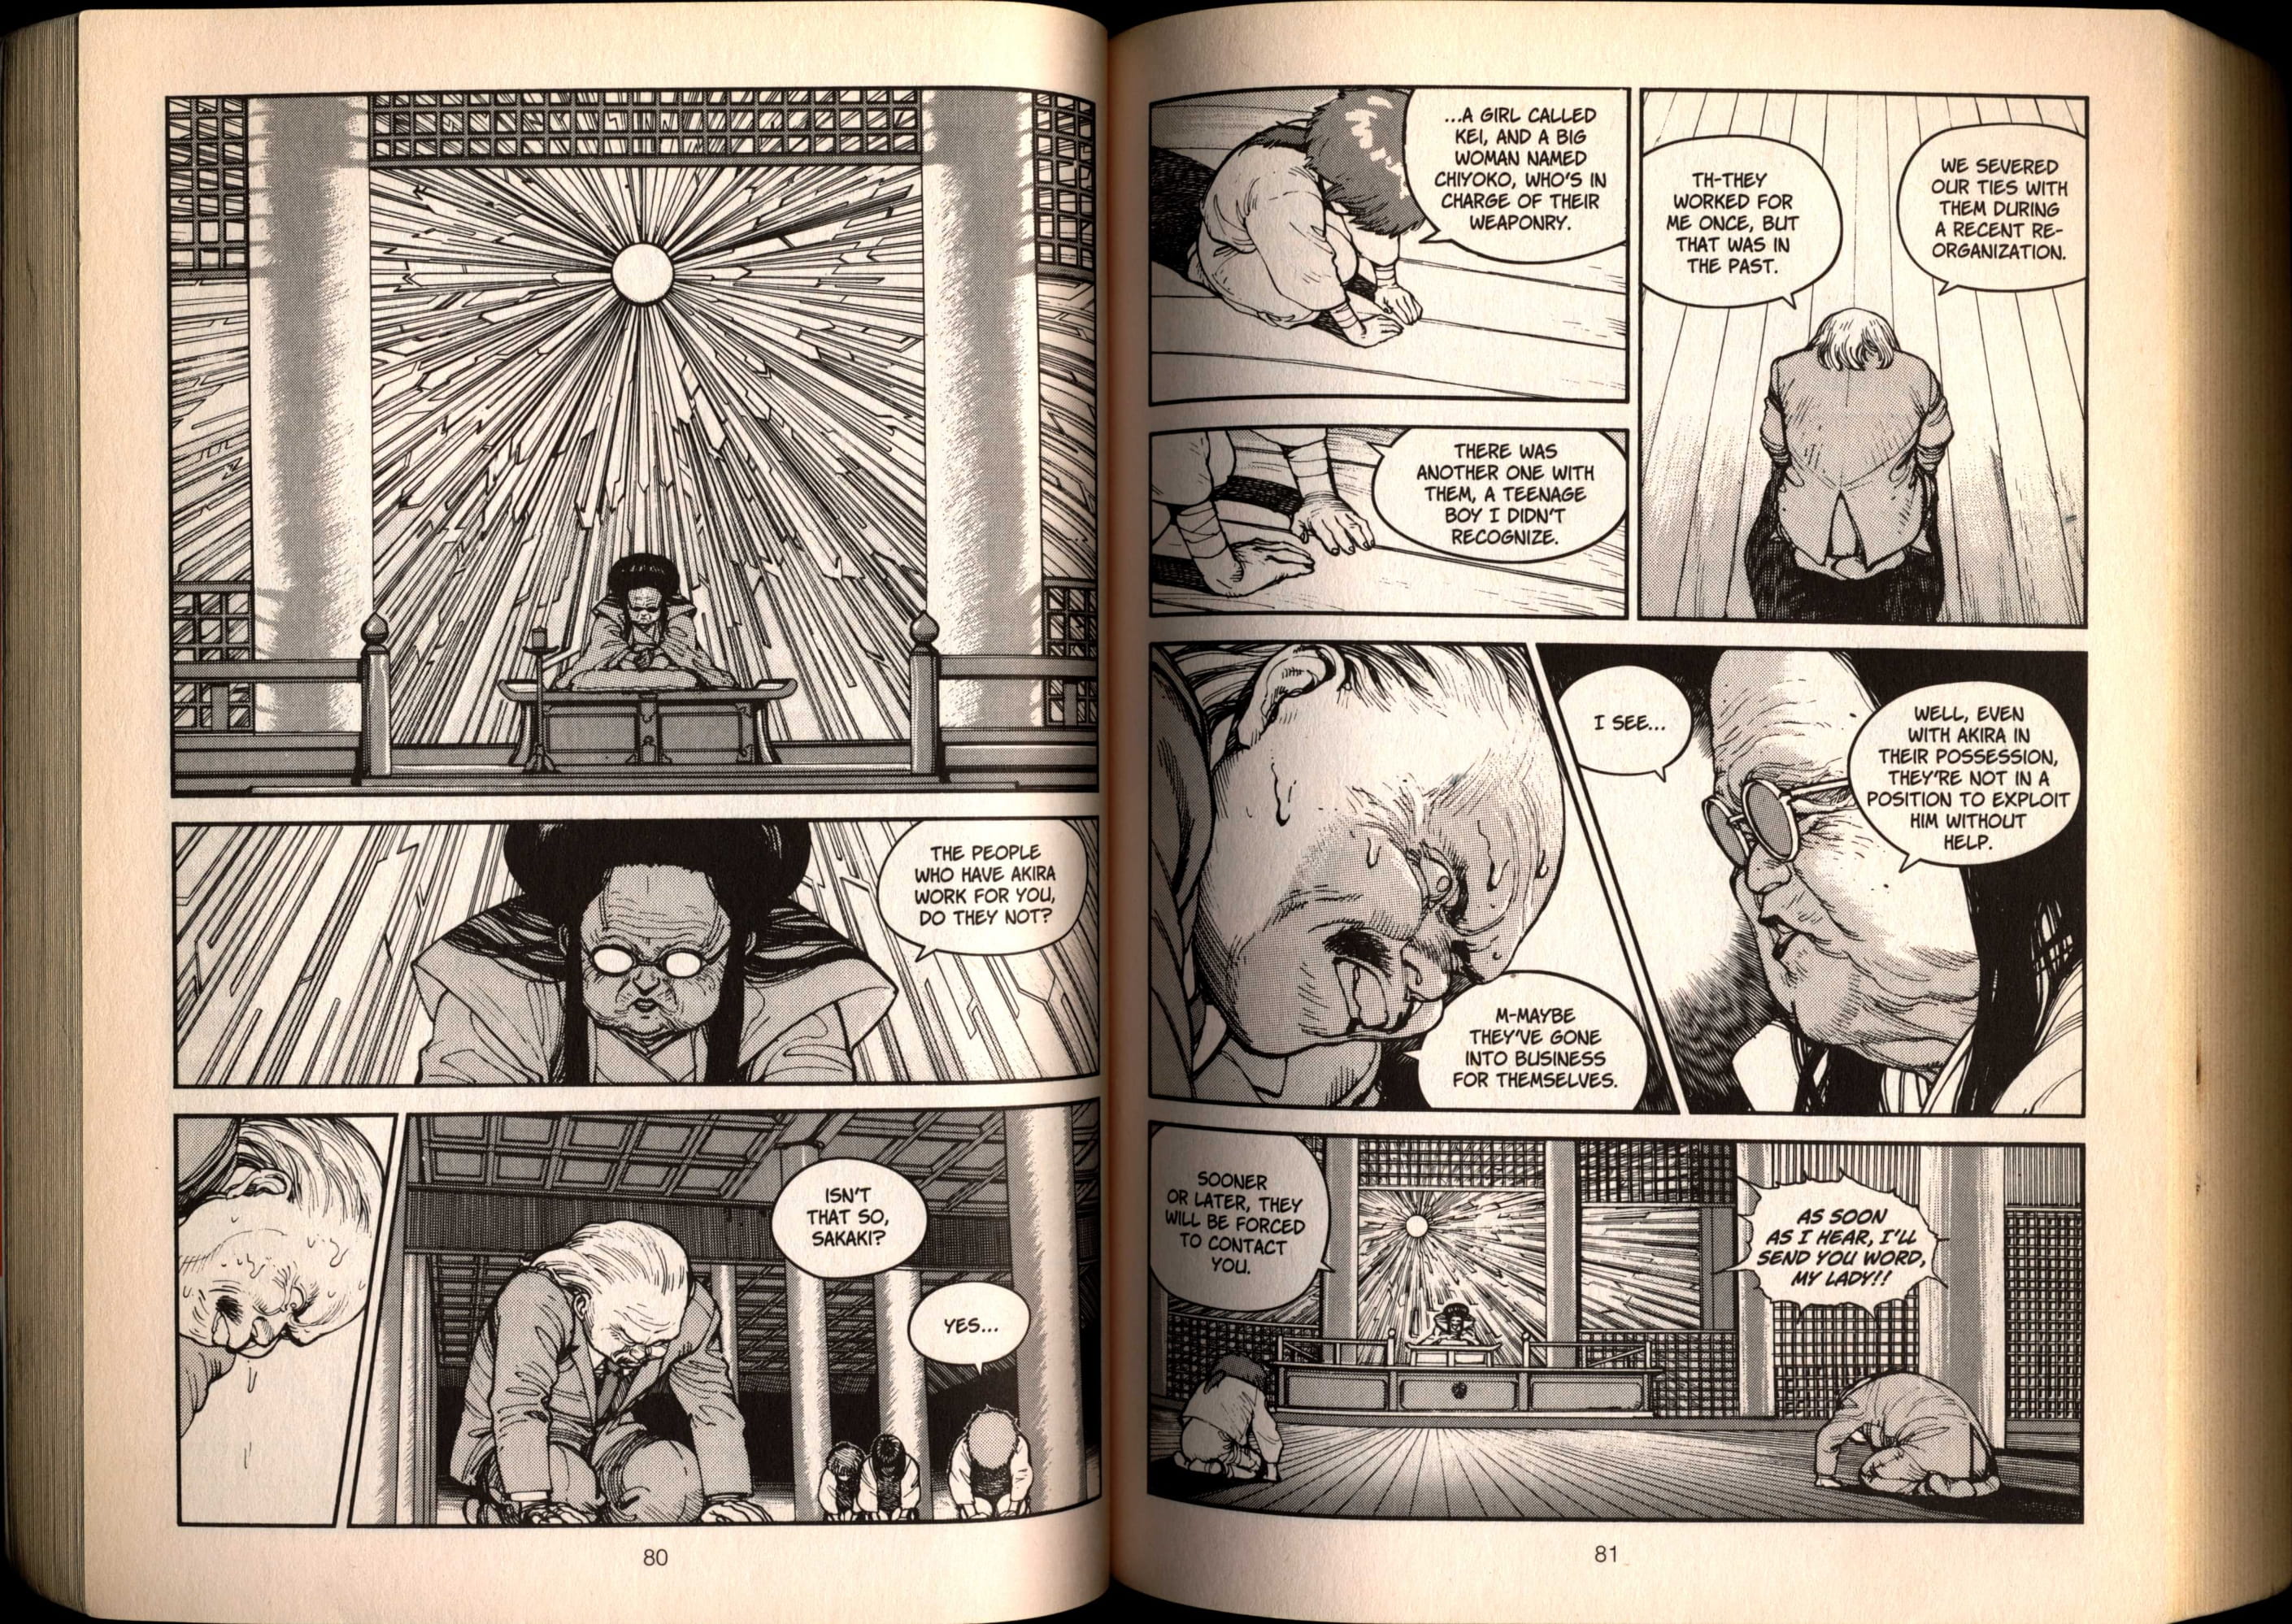 THE PEOPLE
WHO HAVE AKIRA
WORK FOR YOU,
DO THEY NOT?
ISN'T
THAT SO,
SAKAKI?
YES...
80
...A GIRL CALLED
KEI, AND A BIG
WOMAN NAMED
CHIYOKO, WHO'S IN
CHARGE OF THEIR
WEAPONRY.
THERE WAS
ANOTHER ONE WITH
THEM, A TEENAGE
BOY I DIDN'T
RECOGNIZE.
TH-THEY
WORKED FOR
ME ONCE, BUT
THAT WAS IN
THE PAST.
WE SEVERED
OUR TIES WITH
THEM DURING
A RECENT RE-
ORGANIZATION.
M-MAYBE
THEY'VE GONE
INTO BUSINESS
FOR THEMSELVES.
I SEE...
WELL, EVEN
WITH AKIRA IN
THEIR POSSESSION,
THEY'RE NOT IN A
POSITION TO EXPLOIT
HIM WITHOUT
HELP.
SOONER
OR LATER, THEY
WILL BE FORCED
TO CONTACT
YOU.
AS SOON
AS I HEAR, I'LL
SEND YOU WORD,
MY LADY!!
81